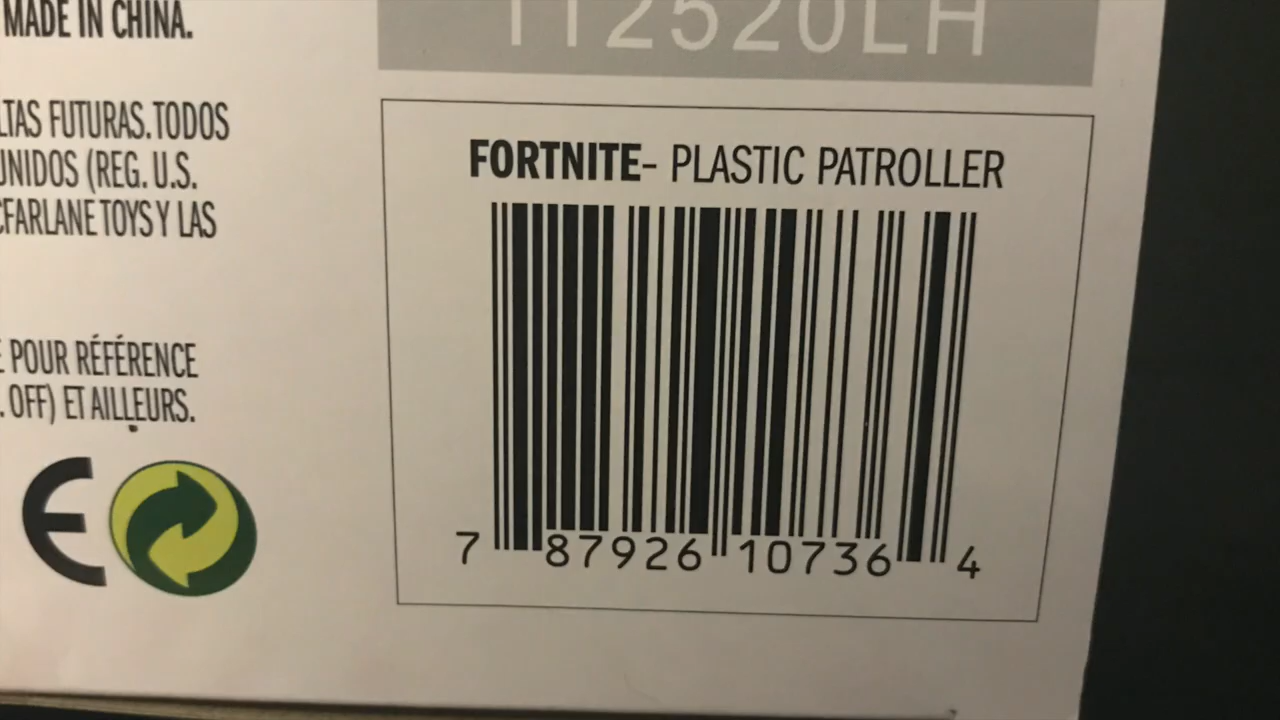 MADE IN CHINA.
LTAS FUTURAS. TODOS
UNIDOS (REG. U.S.
CFARLANE TOYS Y LAS
E POUR RÉFÉRENCE
. OFF) ET AILLEURS.
CE
112520LH
FORTNITE- PLASTIC PATROLLER
7 87926 10736 4